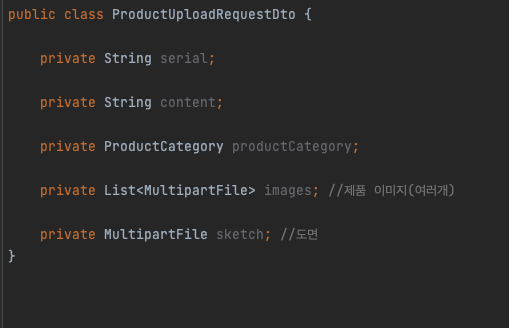 public class ProductUploadRequestDto {
private String serial;
private String content;
private ProductCategory productCategory;
private List<MultipartFile> images; //제품 이미지(여러개)
private MultipartFile sketch; //도면
}